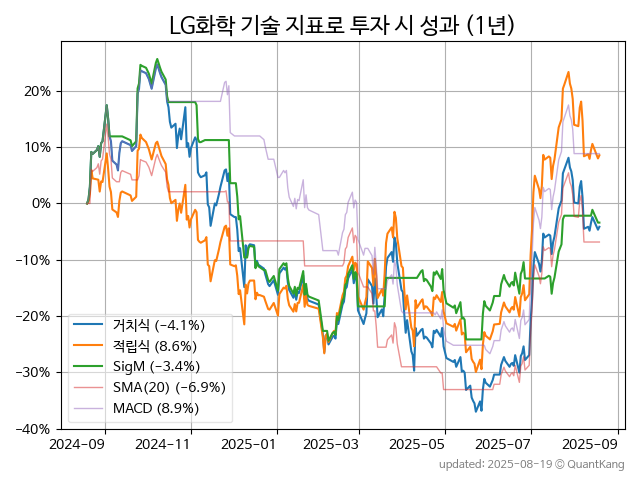 LG화학 기술 지표로 투자 시 성과 (1년)
20%
10%
0%
−10%
−20%
−30%
−40%
거치식 (−4.1%)
적립식 (8.6%)
SigM (−3.4%)
SMA(20) (−6.9%)
MACD (8.9%)
2024-09
2024-11
2025-01
2025-03
2025-05
2025-07
2025-09
updated: 2025-08-19 ⓒ QuantKang